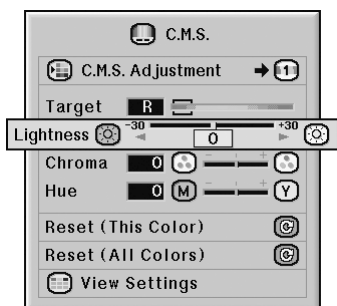 C.M.S.
C.M.S. Adjustment 1
Target R
Lightness -30 0 +30
Chroma 0 - +
Hue 0 M - + Y
Reset (This Color)
Reset (All Colors)
View Settings